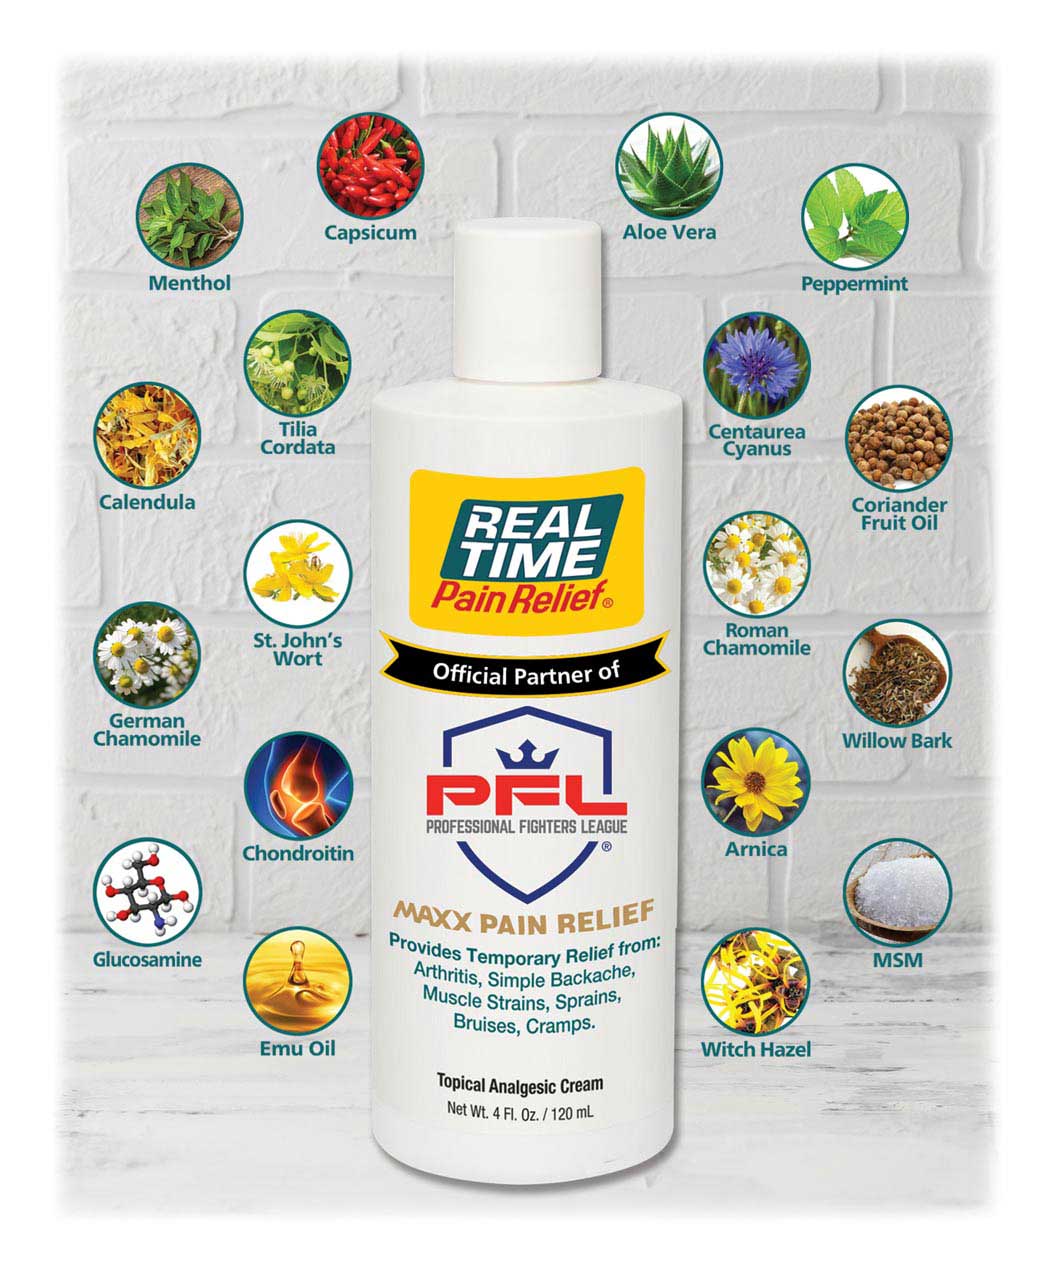 Capsicum
Aloe Vera
Menthol
Peppermint
Tilia
Cordata
Centaurea
Cyanus
Calendula
Coriander
Fruit Oil
St. John's
Wort
Roman
Chamomile
German
Chamomile
Willow Bark
Chondroitin
Arnica
Glucosamine
MSM
Emu Oil
Witch Hazel
REAL
TIME
Pain Relief®
Official Partner of
PFL
PROFESSIONAL FIGHTERS LEAGUE
®
MAXX PAIN RELIEF
Provides Temporary Relief from:
Arthritis, Simple Backache,
Muscle Strains, Sprains,
Bruises, Cramps.
Topical Analgesic Cream
Net Wt. 4 Fl. Oz. / 120 mL